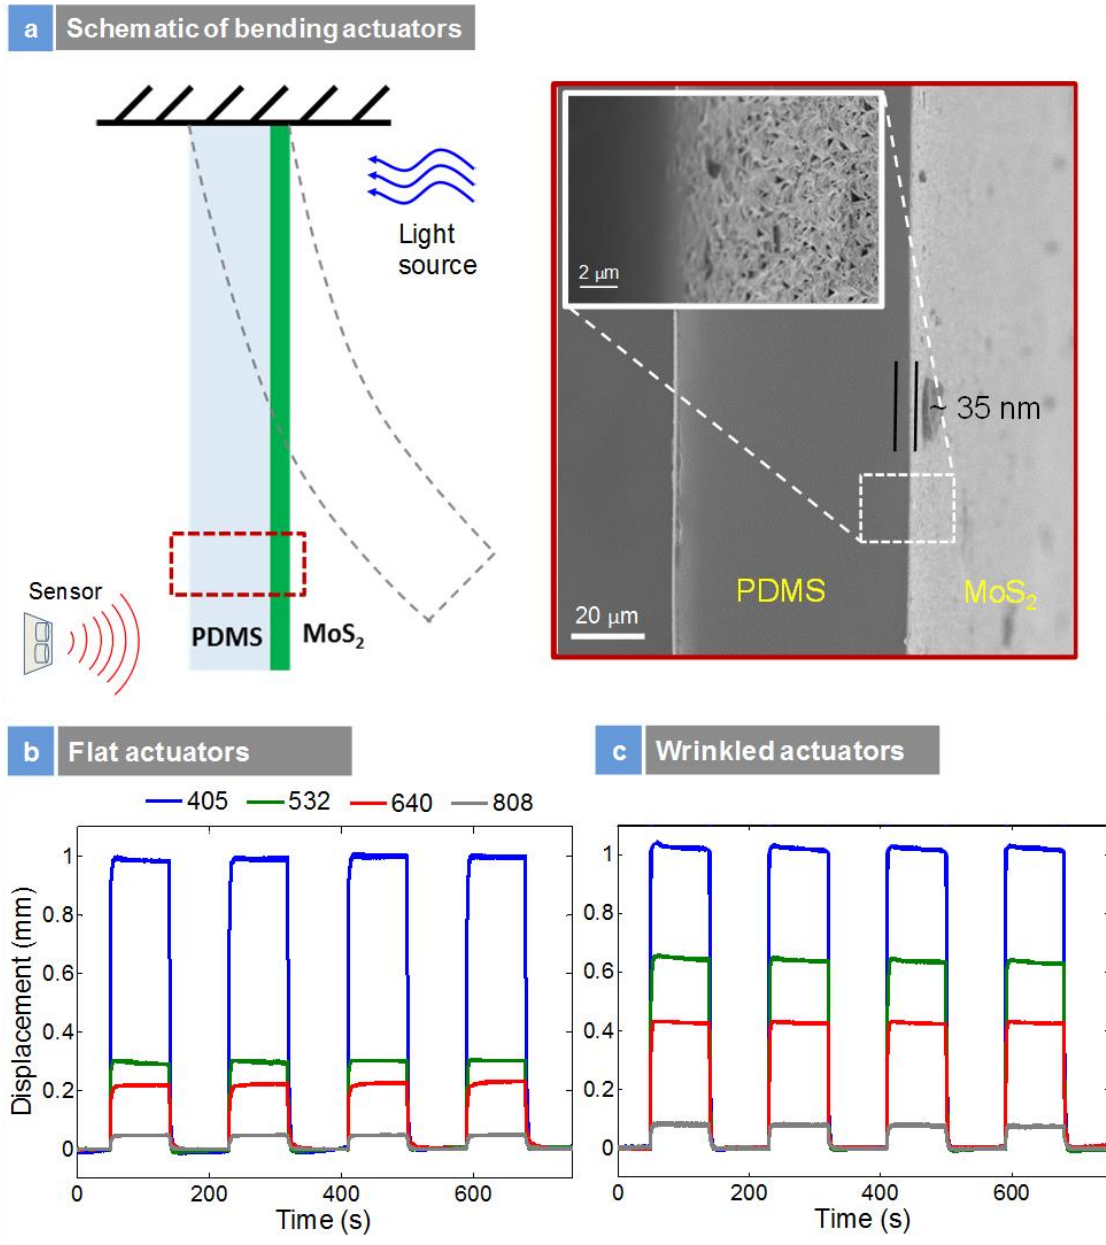 a Schematic of bending actuators
Light
source
Sensor
PDMS
MoS₂
2 μm
~ 35 nm
PDMS
MoS₂
20 μm
b Flat actuators
c Wrinkled actuators
405 532 640 808
1
0.8
0.6
0.4
0.2
0
Displacement (mm)
0 200 400 600
Time (s)
1
0.8
0.6
0.4
0.2
0
0 200 400 600
Time (s)